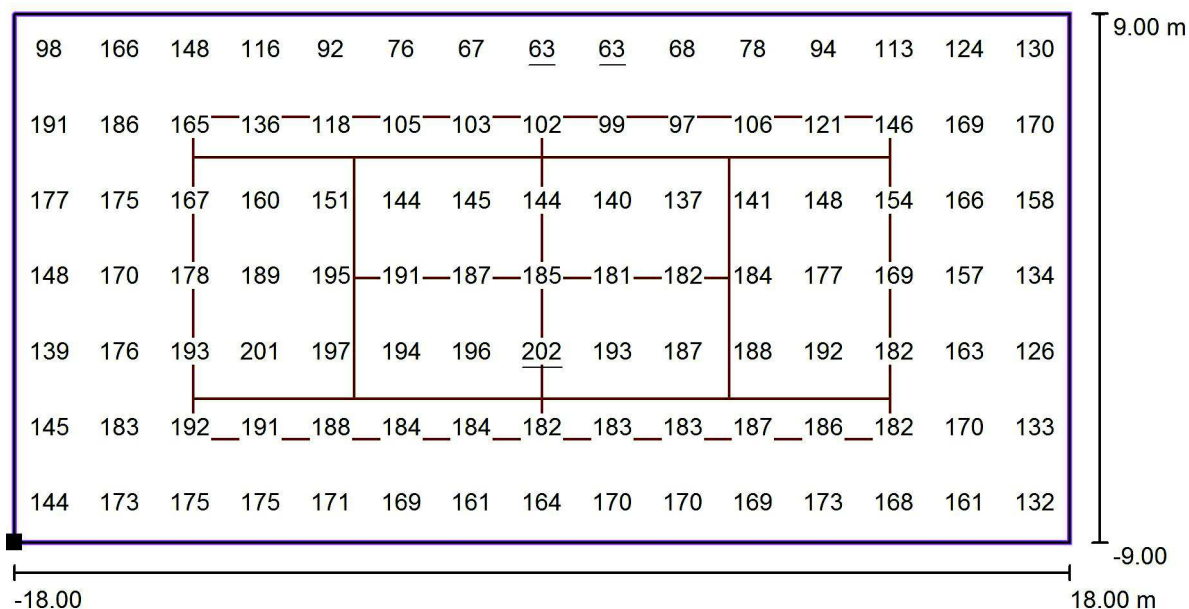 9.00 m
98 166 148 116 92 76 67 63 63 68 78 94 113 124 130
191 186 165 136 118 105 103 102 99 97 106 121 146 169 170
177 175 167 160 151 144 145 144 140 137 141 148 154 166 158
148 170 178 189 195 191 187 185 181 182 184 177 169 157 134
139 176 193 201 197 194 196 202 193 187 188 192 182 163 126
145 183 192 191 188 184 184 182 183 183 187 186 182 170 133
144 173 175 175 171 169 161 164 170 170 169 173 168 161 132
-9.00
-18.00 18.00 m